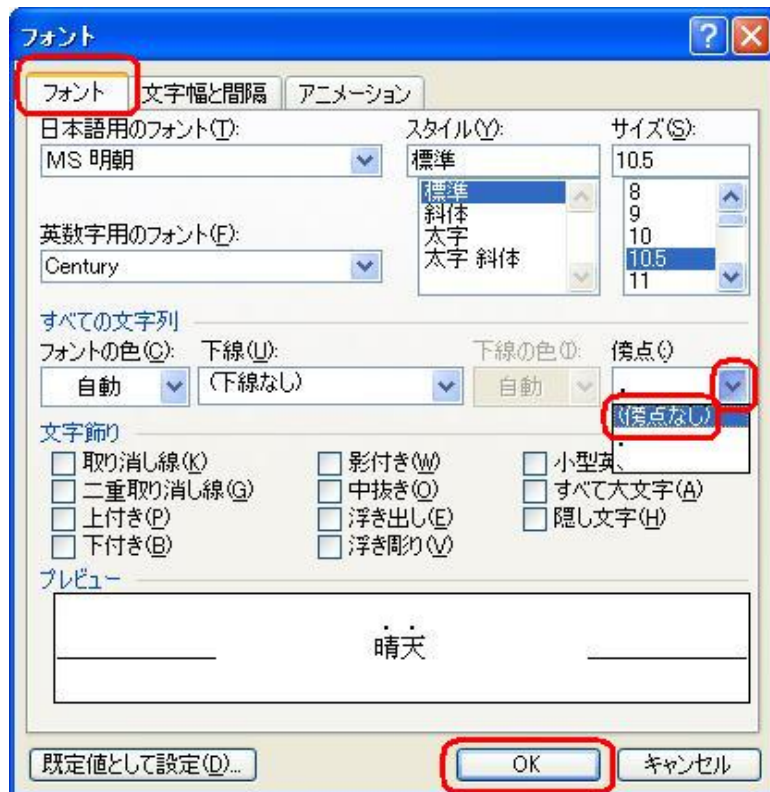 フォント
フォント 文字幅と間隔 アニメーション
日本語用のフォント(T): スタイル(Y): サイズ(S):
MS 明朝 標準 10.5
標準 8
斜体 9
英数字用のフォント(F): 太字 10
Century 太字 斜体 10.5
11
すべての文字列
フォントの色(C): 下線(U): 下線の色(I): 傍点(:)
自動 (下線なし) 自動 .
(傍点なし)
.
文字飾り
取り消し線(K) 影付き(W) 小型英
二重取り消し線(G) 中抜き(O) すべて大文字(A)
上付き(P) 浮き出し(E) 隠し文字(H)
下付き(B) 浮き彫り(V)
プレビュー
晴天
既定値として設定(D)... OK キャンセル